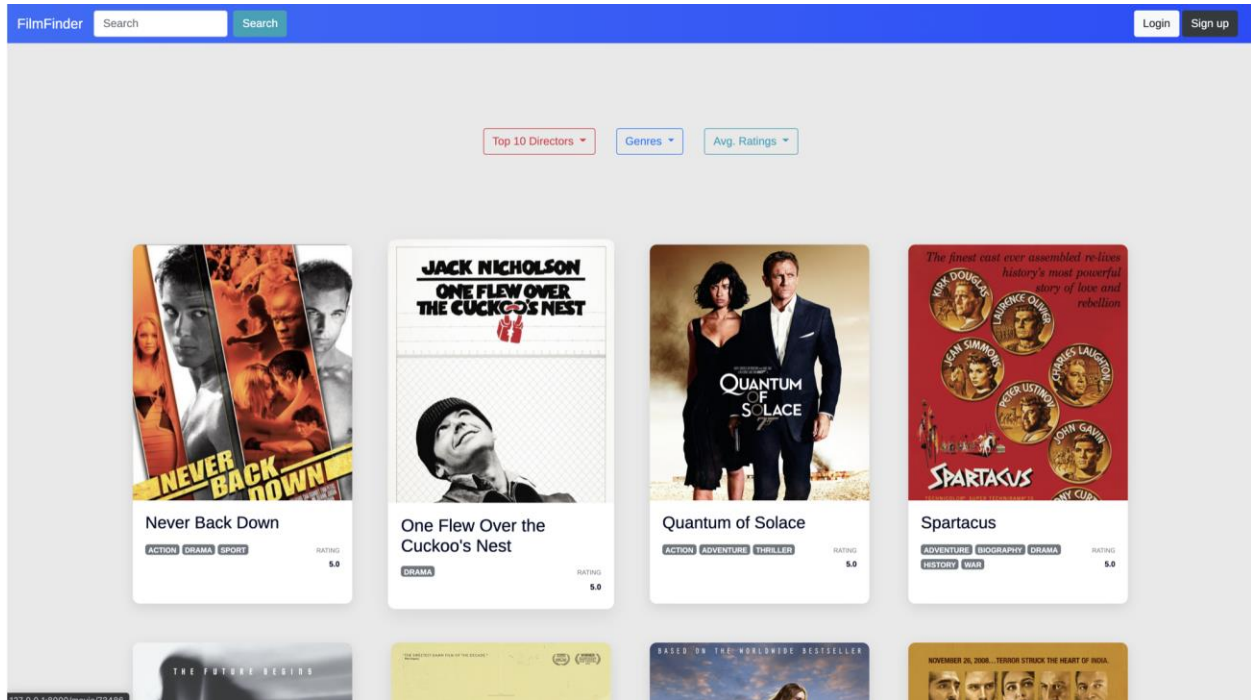 FilmFinder Search Search Login Sign up
Top 10 Directors Genres Avg. Ratings
JACK NICHOLSON
ONE FLEW OVER
THE CUCKOO'S NEST
QUANTUM
OF
SOLACE
007
The finest cast ever assembled re-lives
history's most powerful
story of love and
rebellion
KIRK DOUGLAS
LAURENCE OLIVIER
JEAN SIMMONS
CHARLES LAUGHTON
PETER USTINOV
JOHN GAVIN
SPARTACUS
NEVER
BACK
DOWN
Never Back Down
ACTION DRAMA SPORT RATING
5.0
One Flew Over the
Cuckoo's Nest
DRAMA RATING
5.0
Quantum of Solace
ACTION ADVENTURE THRILLER RATING
5.0
Spartacus
ADVENTURE BIOGRAPHY DRAMA RATING
HISTORY WAR 5.0
THE FUTURE BEGINS
BASED ON THE WORLDWIDE BESTSELLER
NOVEMBER 26, 2008...TERROR STRUCK THE HEART OF INDIA.